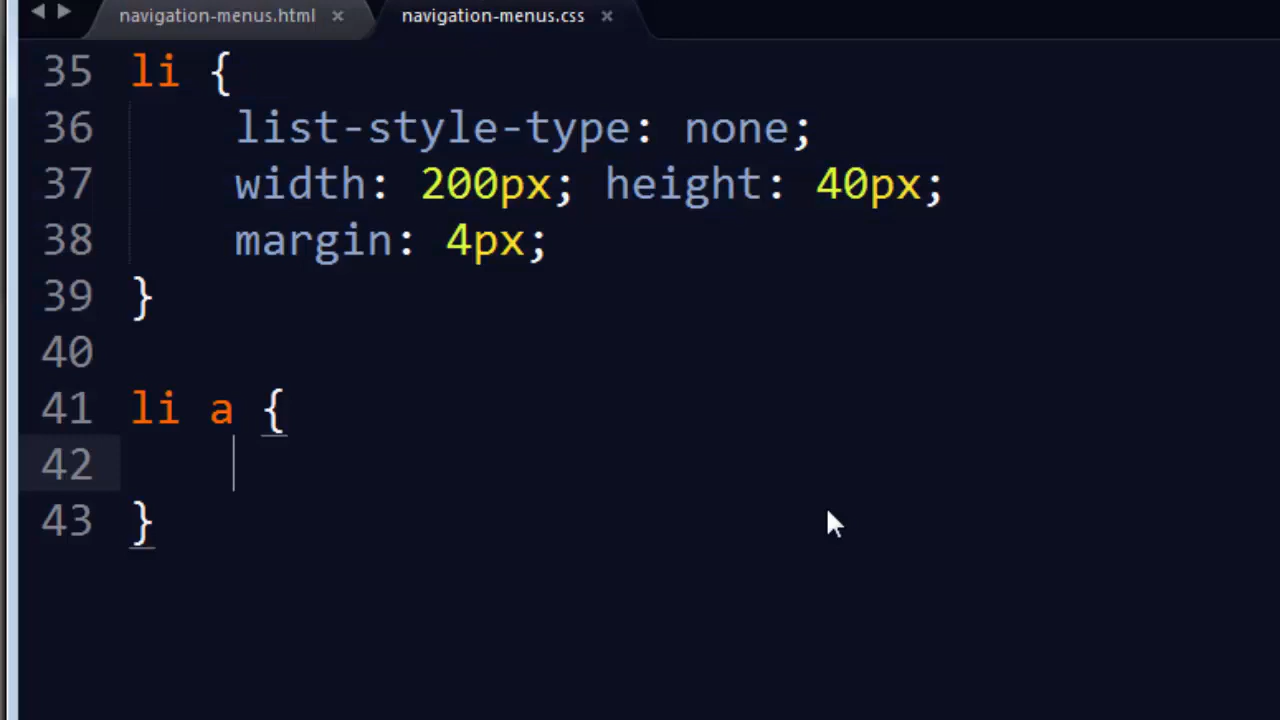 navigation-menus.html × navigation-menus.css ×
35 li {
36 list-style-type: none;
37 width: 200px; height: 40px;
38 margin: 4px;
39 }
40
41 li a {
42
43 }